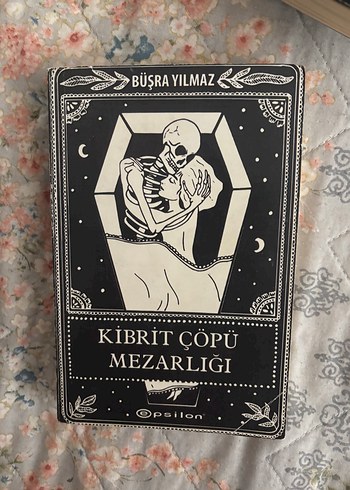 BÜŞRA YILMAZ
KİBRİT ÇÖPÜ
MEZARLIĞI
epsilon